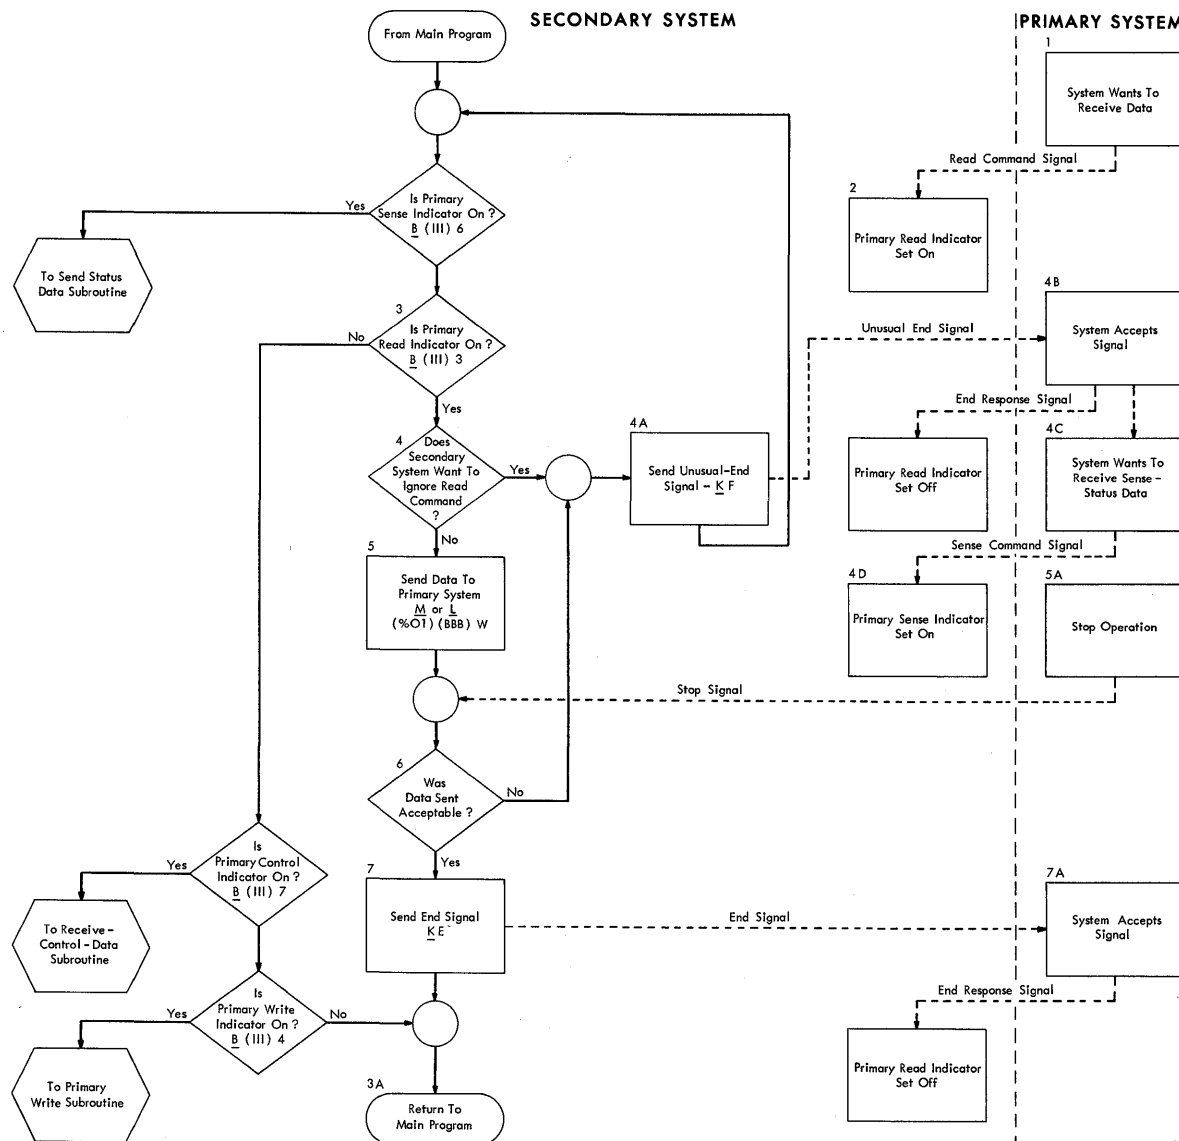 SECONDARY SYSTEM
PRIMARY SYSTEM
From Main Program
1
System Wants To
Receive Data
Read Command Signal
Is Primary
Sense Indicator On ?
B (III) 6
Yes
To Send Status
Data Subroutine
2
Primary Read Indicator
Set On
3
Is Primary
Read Indicator On ?
B (III) 3
No
Yes
4B
System Accepts
Signal
Unusual End Signal
End Response Signal
4
Does
Secondary
System Want To
Ignore Read
Command
?
Yes
No
4A
Send Unusual-End
Signal - K F
Primary Read Indicator
Set Off
4C
System Wants To
Receive Sense-
Status Data
Sense Command Signal
5
Send Data To
Primary System
M or L
(%01) (BBB) W
4D
Primary Sense Indicator
Set On
5A
Stop Operation
Stop Signal
6
Was
Data Sent
Acceptable ?
No
Yes
Is
Primary Control
Indicator On ?
B (III) 7
Yes
To Receive-
Control-Data
Subroutine
7
Send End Signal
K E
End Signal
7A
System Accepts
Signal
End Response Signal
Is
Primary Write
Indicator On ?
B (III) 4
Yes
No
To Primary
Write Subroutine
Primary Read Indicator
Set Off
3A
Return To
Main Program